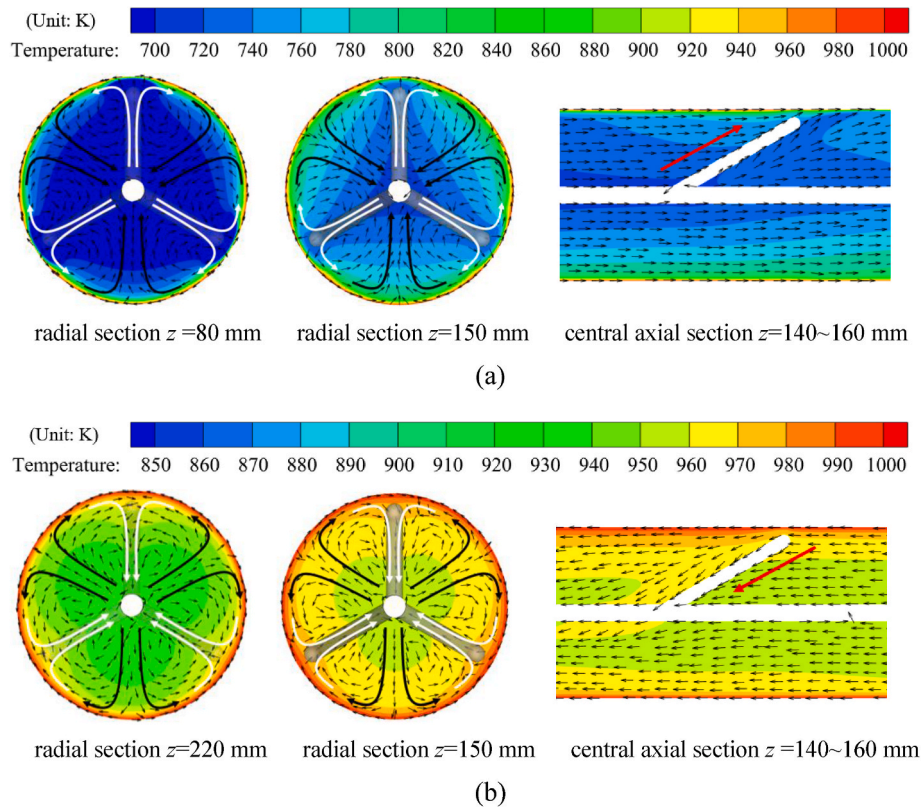 (Unit: K)
Temperature: 700 720 740 760 780 800 820 840 860 880 900 920 940 960 980 1000
radial section z =80 mm radial section z=150 mm central axial section z=140~160 mm
(a)
(Unit: K)
Temperature: 850 860 870 880 890 900 910 920 930 940 950 960 970 980 990 1000
radial section z=220 mm radial section z=150 mm central axial section z =140~160 mm
(b)